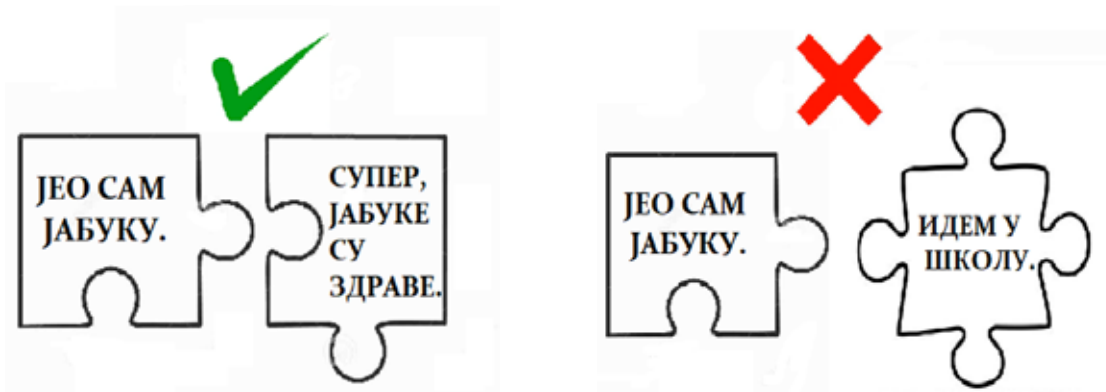 ЈЕО САМ
ЈАБУКУ.
СУПЕР,
ЈАБУКЕ
СУ
ЗДРАВЕ.
ЈЕО САМ
ЈАБУКУ.
ИДЕМ У
ШКОЛУ.